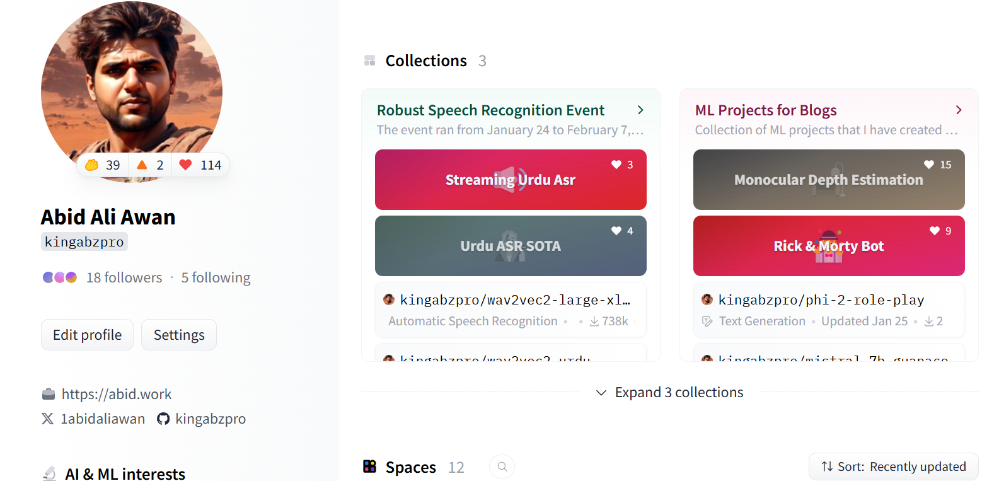 39 2 114
Abid Ali Awan
kingabzpro
18 followers · 5 following
Edit profile Settings
https://abid.work
1abidaliawan kingabzpro
AI & ML interests
Collections 3
Robust Speech Recognition Event
The event ran from January 24 to February 7,...
Streaming Urdu Asr
3
Urdu ASR SOTA
4
kingabzpro/wav2vec2-large-xl…
Automatic Speech Recognition • • 738k
kingabzpro/wav2vec2-urdu
ML Projects for Blogs
Collection of ML projects that I have created ...
Monocular Depth Estimation
15
Rick & Morty Bot
9
kingabzpro/phi-2-role-play
Text Generation • Updated Jan 25 • 2
kingabzpro/mistral-7b-guanaco
Expand 3 collections
Spaces 12
Sort: Recently updated